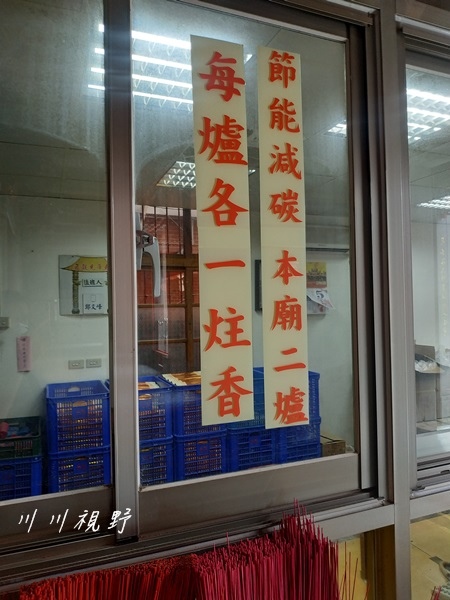 節能減碳 本廟二爐
每爐各一炷香
川川視野